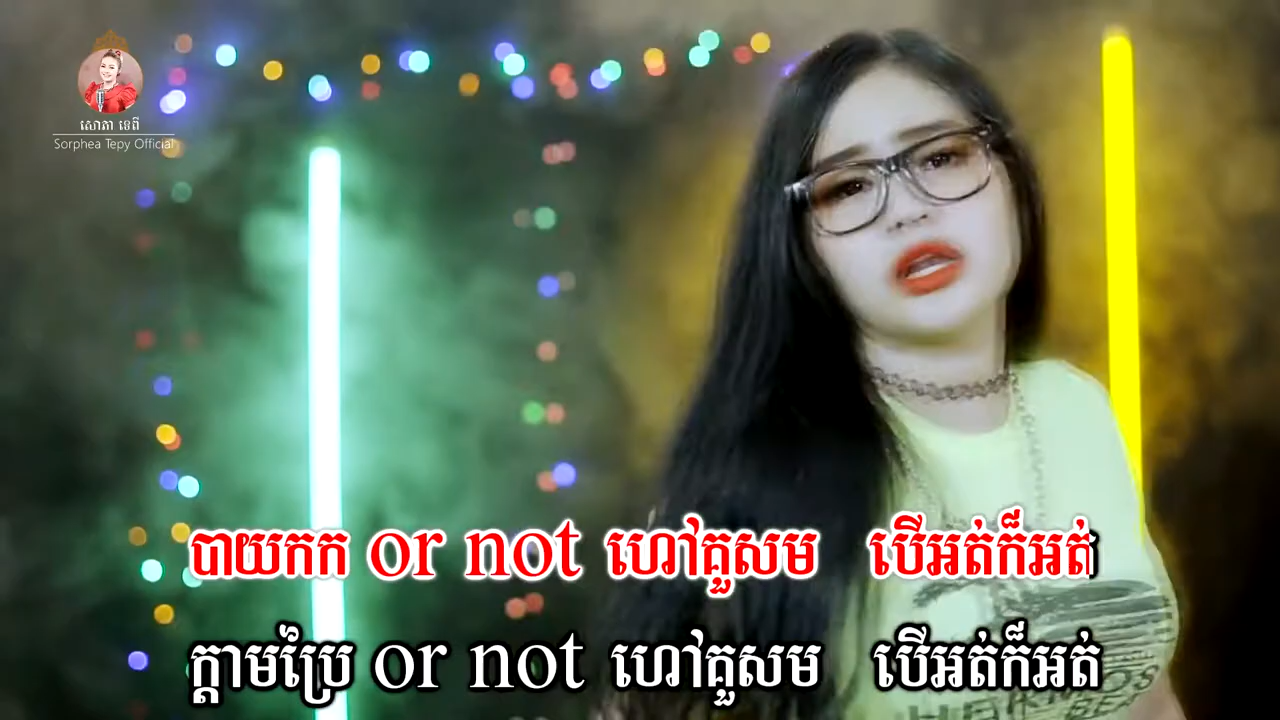 សោភា ទេពី
Sorphea Tepy Official
បាយកក or not ហៅគួសម បើអត់ក៏អត់
ក្ដាមប្រៃ or not ហៅគួសម បើអត់ក៏អត់